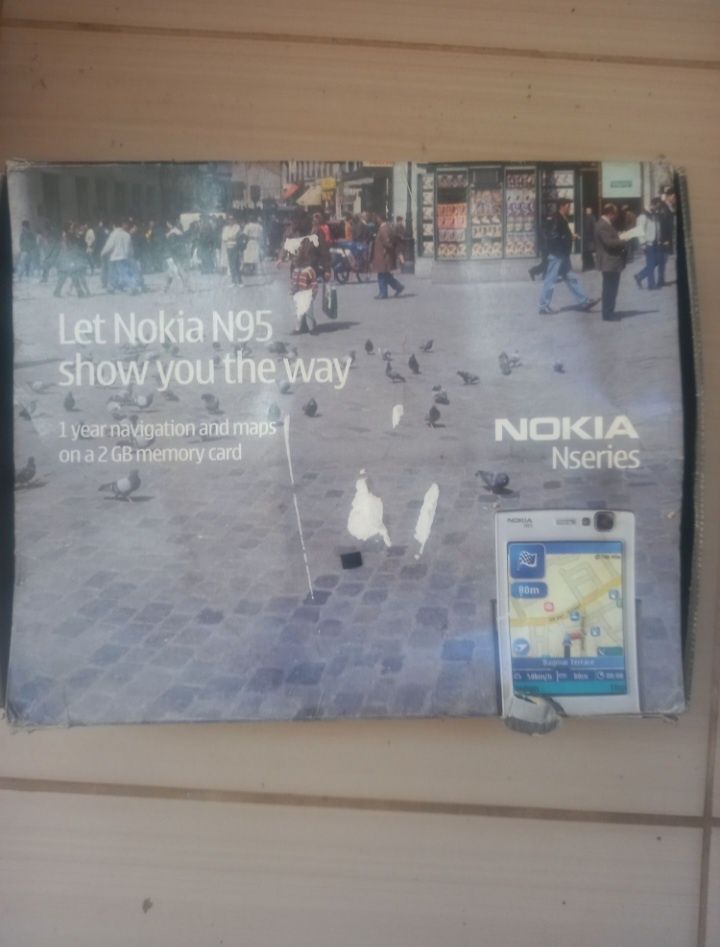 Let Nokia N95
show you the way
1 year navigation and maps
on a 2 GB memory card
NOKIA
Nseries
NOKIA
80m